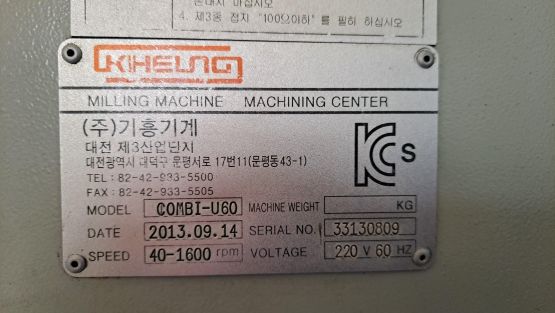 4. 제3종 접지 "100Ω이하" 를 필히 하십시오
KIHEUNG
MILLING MACHINE MACHINING CENTER
(주)기흥기계
대전 제3산업단지
대전광역시 대덕구 문평서로 17번11(문평동43-1)
TEL : 82-42-933-5500
FAX : 82-42-933-5505
KC s
MODEL COMBI-U60 MACHINE WEIGHT KG
DATE 2013.09.14 SERIAL NO. 33130809
SPEED 40-1600 rpm VOLTAGE 220 V 60 HZ